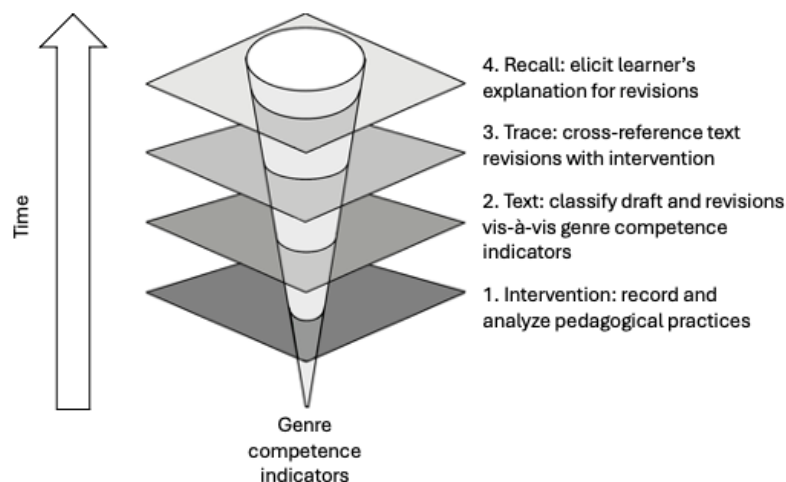 4. Recall: elicit learner's
explanation for revisions
3. Trace: cross-reference text
revisions with intervention
2. Text: classify draft and revisions
vis-à-vis genre competence
indicators
1. Intervention: record and
analyze pedagogical practices
Time
Genre
competence
indicators